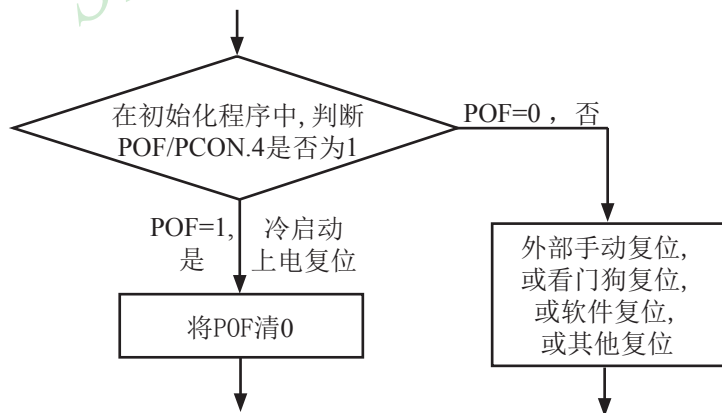 在初始化程序中,判断
POF/PCON.4是否为1
POF=0 ，否
POF=1,
是
冷启动
上电复位
将POF清0
外部手动复位,
或看门狗复位,
或软件复位,
或其他复位